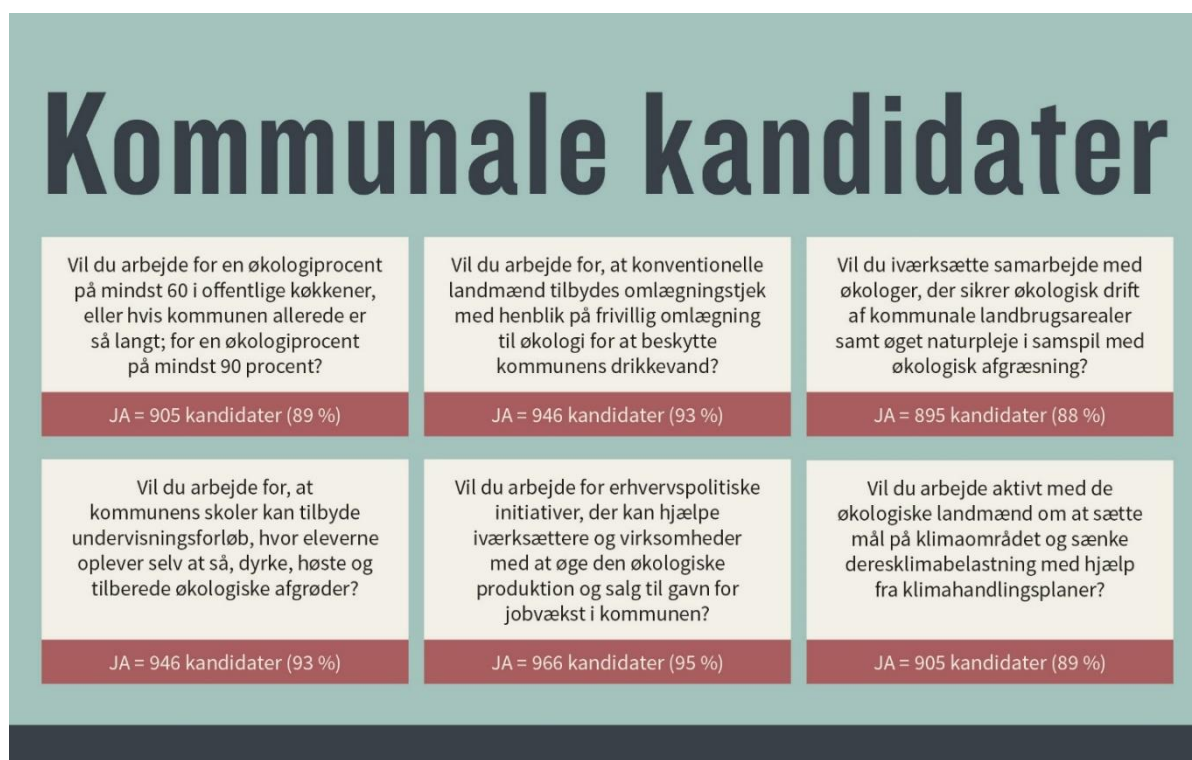 Kommunale kandidater
Vil du arbejde for en økologiprocent
på mindst 60 i offentlige køkkener,
eller hvis kommunen allerede er
så langt; for en økologiprocent
på mindst 90 procent?
JA = 905 kandidater (89 %)
Vil du arbejde for, at konventionelle
landmænd tilbydes omlægningstjek
med henblik på frivillig omlægning
til økologi for at beskytte
kommunens drikkevand?
JA = 946 kandidater (93 %)
Vil du iværksætte samarbejde med
økologer, der sikrer økologisk drift
af kommunale landbrugsarealer
samt øget naturpleje i samspil med
økologisk afgræsning?
JA = 895 kandidater (88 %)
Vil du arbejde for, at
kommunens skoler kan tilbyde
undervisningsforløb, hvor eleverne
oplever selv at så, dyrke, høste og
tilberede økologiske afgrøder?
JA = 946 kandidater (93 %)
Vil du arbejde for erhvervspolitiske
initiativer, der kan hjælpe
iværksættere og virksomheder
med at øge den økologiske
produktion og salg til gavn for
jobvækst i kommunen?
JA = 966 kandidater (95 %)
Vil du arbejde aktivt med de
økologiske landmænd om at sætte
mål på klimaområdet og sænke
deresklimabelastning med hjælp
fra klimahandlingsplaner?
JA = 905 kandidater (89 %)